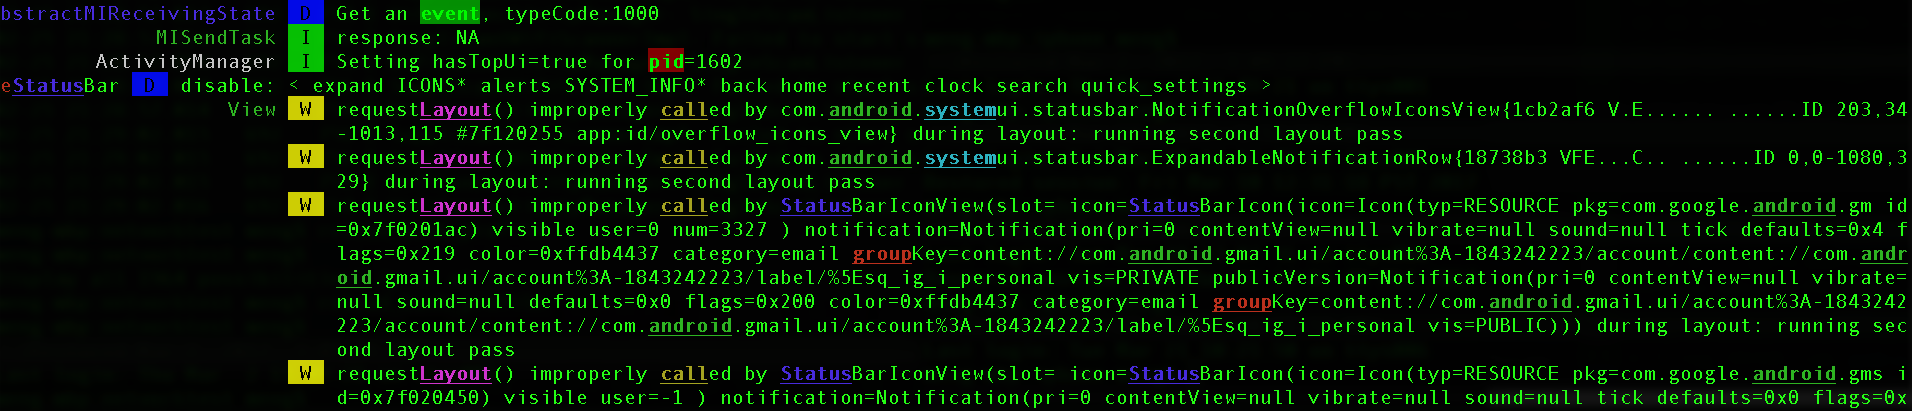 bstractMIReceivingState D Get an event, typeCode:1000
MISendTask I response: NA
ActivityManager I Setting hasTopUi=true for pid=1602
eStatusBar D disable: < expand ICONS* alerts SYSTEM_INFO* back home recent clock search quick_settings >
View W requestLayout() improperly called by com.android.systemui.statusbar.NotificationOverflowIconsView{1cb2af6 V.E...... ......ID 203,34
-1013,115 #7f120255 app:id/overflow_icons_view} during layout: running second layout pass
W requestLayout() improperly called by com.android.systemui.statusbar.ExpandableNotificationRow{18738b3 VFE...C.. ......ID 0,0-1080,3
29} during layout: running second layout pass
W requestLayout() improperly called by StatusBarIconView(slot= icon=StatusBarIcon(icon=Icon(typ=RESOURCE pkg=com.google.android.gm id
=0x7f0201ac) visible user=0 num=3327 ) notification=Notification(pri=0 contentView=null vibrate=null sound=null tick defaults=0x4 f
lags=0x219 color=0xffdb4437 category=email groupKey=content://com.android.gmail.ui/account%3A-1843242223/account/content://com.andr
oid.gmail.ui/account%3A-1843242223/label/%5Esq_ig_i_personal vis=PRIVATE publicVersion=Notification(pri=0 contentView=null vibrate=
null sound=null defaults=0x0 flags=0x200 color=0xffdb4437 category=email groupKey=content://com.android.gmail.ui/account%3A-1843242
223/account/content://com.android.gmail.ui/account%3A-1843242223/label/%5Esq_ig_i_personal vis=PUBLIC))) during layout: running sec
ond layout pass
W requestLayout() improperly called by StatusBarIconView(slot= icon=StatusBarIcon(icon=Icon(typ=RESOURCE pkg=com.google.android.gms i
d=0x7f020450) visible user=-1 ) notification=Notification(pri=0 contentView=null vibrate=null sound=null tick defaults=0x0 flags=0x